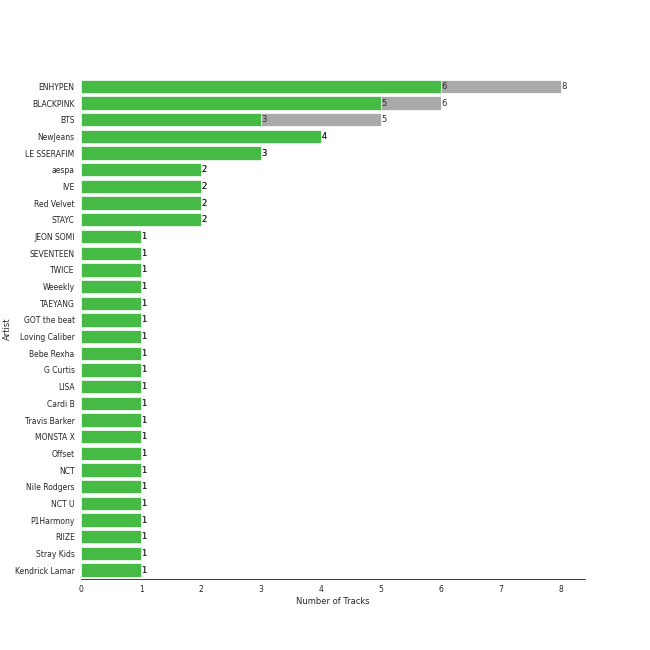 ENHYPEN 6 8
BLACKPINK 5 6
BTS 3 5
NewJeans 4
LE SSERAFIM 3
aespa 2
IVE 2
Red Velvet 2
STAYC 2
JEON SOMI 1
SEVENTEEN 1
TWICE 1
Weeekly 1
TAEYANG 1
GOT the beat 1
Loving Caliber 1
Bebe Rexha 1
G Curtis 1
LISA 1
Cardi B 1
Travis Barker 1
MONSTA X 1
Offset 1
NCT 1
Nile Rodgers 1
NCT U 1
P1Harmony 1
RIIZE 1
Stray Kids 1
Kendrick Lamar 1
Artist
0 1 2 3 4 5 6 7 8
Number of Tracks